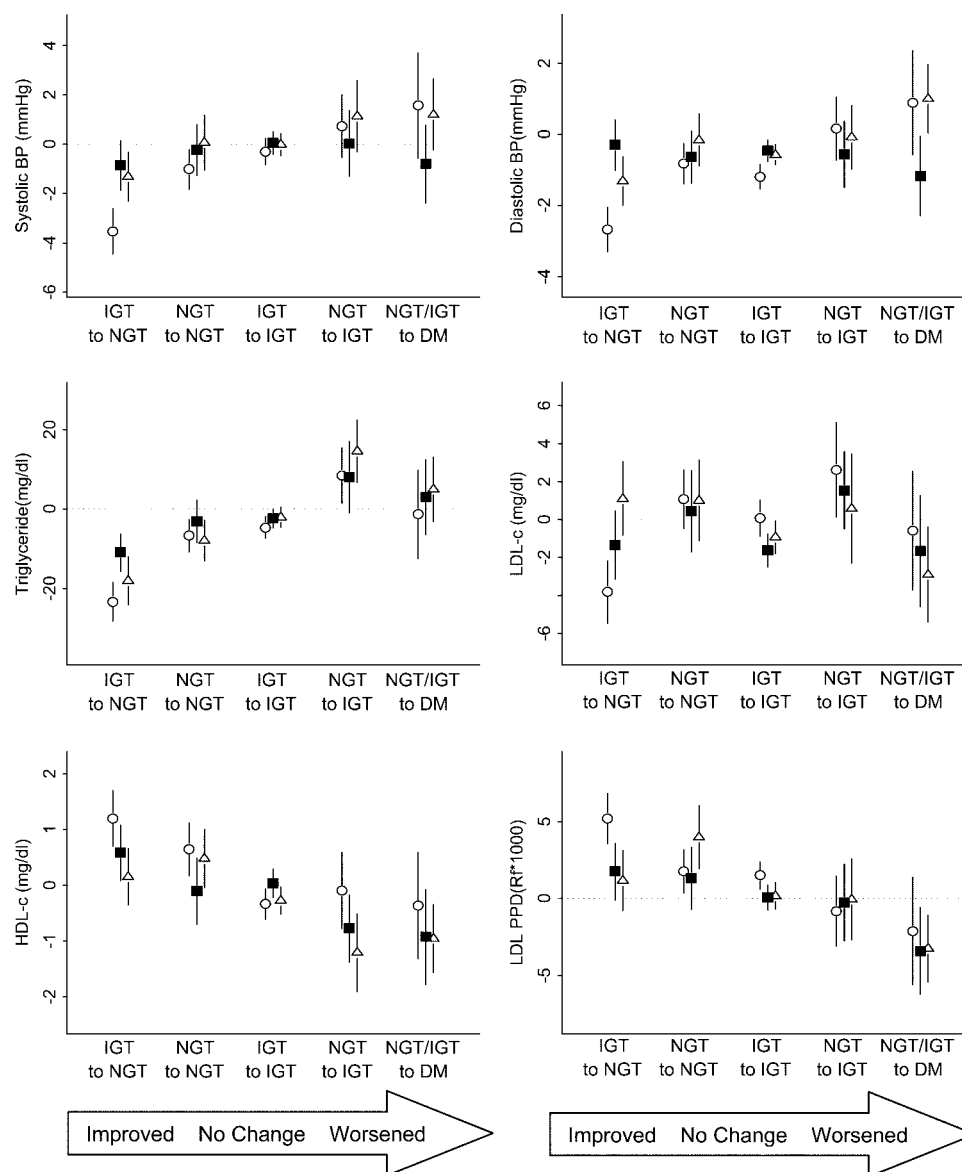 Systolic BP (mmHg)
4
2
0
-2
-4
-6
IGT NGT IGT NGT NGT/IGT
to NGT to NGT to IGT to IGT to DM
Diastolic BP(mmHg)
2
0
-2
-4
IGT NGT IGT NGT NGT/IGT
to NGT to NGT to IGT to IGT to DM
Triglyceride(mg/dl)
20
0
-20
IGT NGT IGT NGT NGT/IGT
to NGT to NGT to IGT to IGT to DM
LDL-c (mg/dl)
6
4
2
0
-2
-4
-6
IGT NGT IGT NGT NGT/IGT
to NGT to NGT to IGT to IGT to DM
HDL-c (mg/dl)
2
1
0
-1
-2
IGT NGT IGT NGT NGT/IGT
to NGT to NGT to IGT to IGT to DM
LDL PPD(Rf*1000)
5
0
-5
IGT NGT IGT NGT NGT/IGT
to NGT to NGT to IGT to IGT to DM
Improved No Change Worsened
Improved No Change Worsened